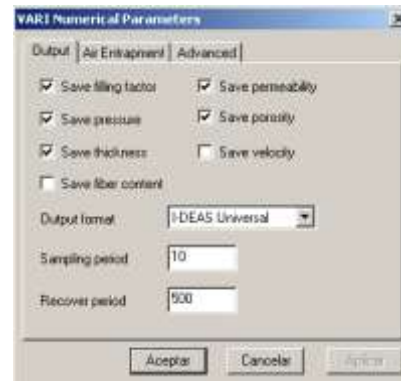 VARI Numerical Parameters
Output Air Entrapment Advanced
Save filling factor Save permeability
Save pressure Save porosity
Save thickness Save velocity
Save fiber content
Output format I-DEAS Universal
Sampling period 10
Recover period 500
Aceptar Cancelar Aplicar